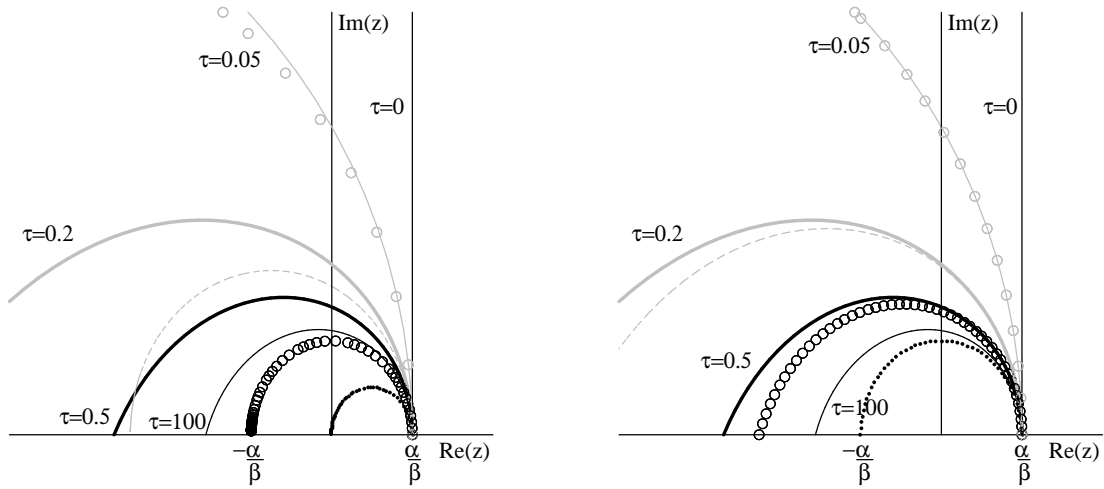 Im(z)
τ=0.05
τ=0
τ=0.2
τ=0.5
τ=100
−α/β
α/β
Re(z)
Im(z)
τ=0.05
τ=0
τ=0.2
τ=0.5
τ=100
−α/β
α/β
Re(z)